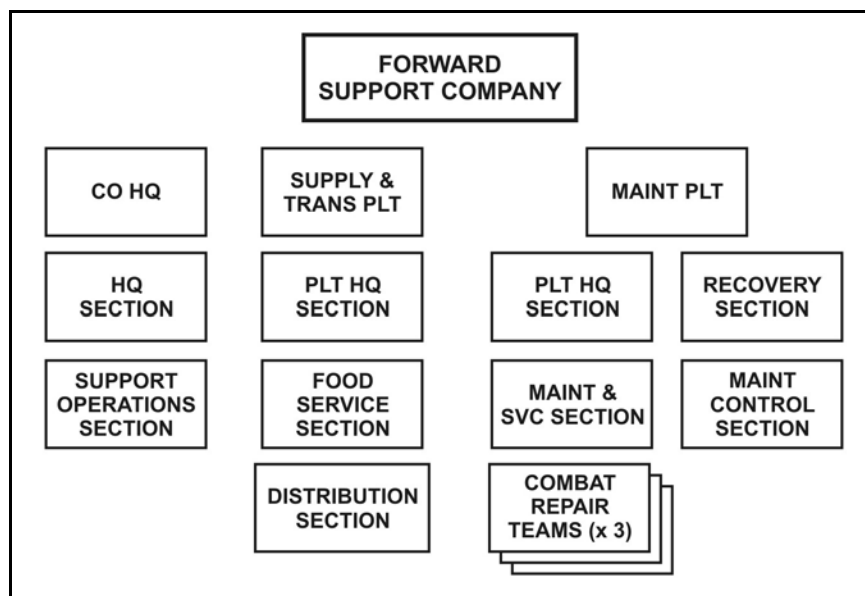 FORWARD
SUPPORT COMPANY
CO HQ
SUPPLY &
TRANS PLT
MAINT PLT
HQ
SECTION
PLT HQ
SECTION
PLT HQ
SECTION
RECOVERY
SECTION
SUPPORT
OPERATIONS
SECTION
FOOD
SERVICE
SECTION
MAINT &
SVC SECTION
MAINT
CONTROL
SECTION
DISTRIBUTION
SECTION
COMBAT
REPAIR
TEAMS (x 3)